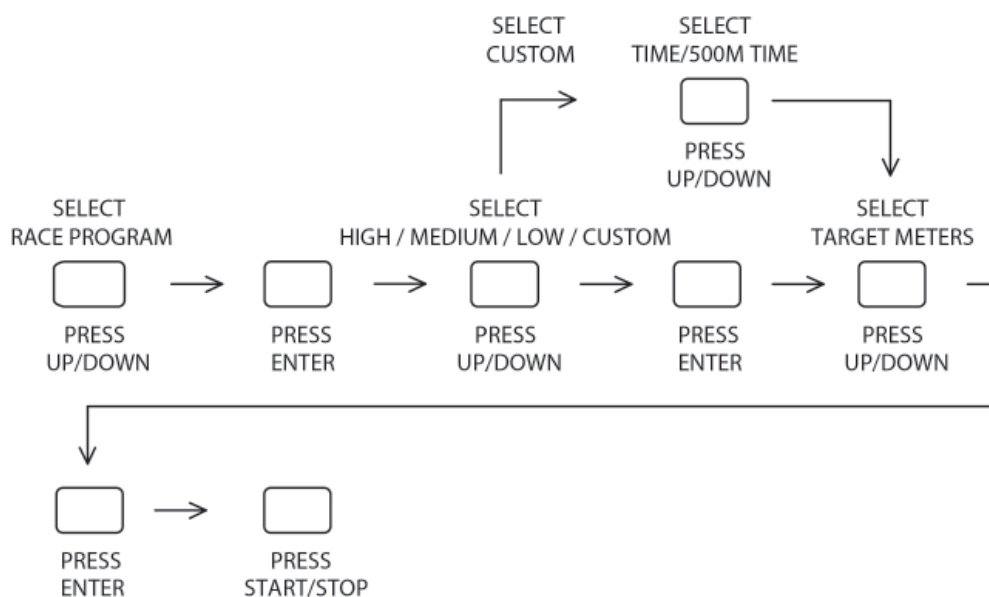 SELECT
CUSTOM
SELECT
TIME/500M TIME
PRESS
UP/DOWN
SELECT
RACE PROGRAM
SELECT
HIGH / MEDIUM / LOW / CUSTOM
SELECT
TARGET METERS
PRESS
UP/DOWN
PRESS
ENTER
PRESS
UP/DOWN
PRESS
ENTER
PRESS
UP/DOWN
PRESS
ENTER
PRESS
START/STOP